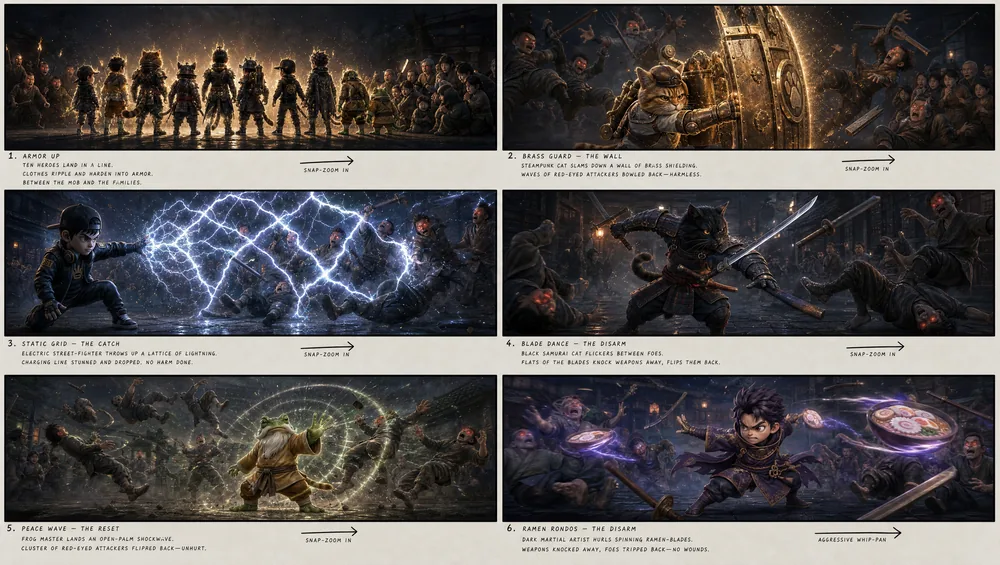 1. ARMOR UP
TEN HEROES LAND IN A LINE.
CLOTHES RIPPLE AND HARDEN INTO ARMOR.
BETWEEN THE MOB AND THE FAMILIES.
SNAP-ZOOM IN
2. BRASS GUARD – THE WALL
STEAMPUNK CAT SLAMS DOWN A WALL OF BRASS SHIELDING.
WAVES OF RED-EYED ATTACKERS BOWLED BACK—HARMLESS.
SNAP-ZOOM IN
3. STATIC GRID – THE CATCH
ELECTRIC STREET-FIGHTER THROWS UP A LATTICE OF LIGHTNING.
CHARGING LINE STUNNED AND DROPPED. NO HARM DONE.
SNAP-ZOOM IN
4. BLADE DANCE – THE DISARM
BLACK SAMURAI CAT FLICKERS BETWEEN FOES.
FLATS OF THE BLADES KNOCK WEAPONS AWAY, FLIPS THEM BACK.
SNAP-ZOOM IN
5. PEACE WAVE – THE RESET
FROG MASTER LANDS AN OPEN-PALM SHOCKWAVE.
CLUSTER OF RED-EYED ATTACKERS FLIPPED BACK—UNHURT.
SNAP-ZOOM IN
6. RAMEN RONDOS – THE DISARM
DARK MARTIAL ARTIST HURLS SPINNING RAMEN-BLADES.
WEAPONS KNOCKED AWAY, FOES TRIPPED BACK—NO WOUNDS.
AGGRESSIVE WHIP-PAN